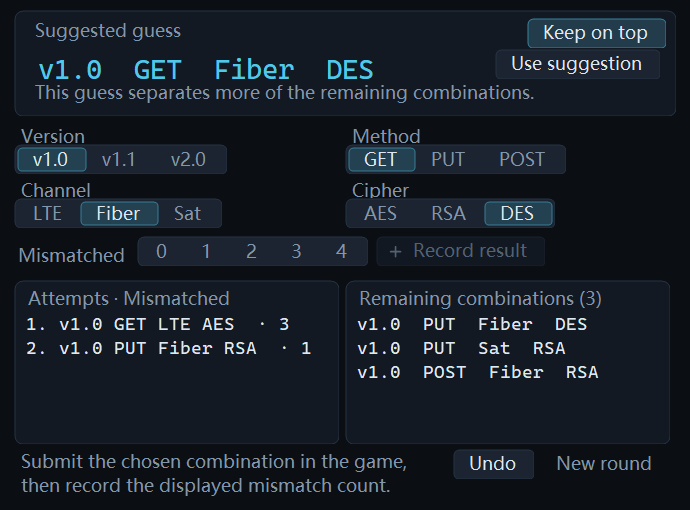 Suggested guess
Keep on top
v1.0 GET Fiber DES
Use suggestion
This guess separates more of the remaining combinations.
Version
v1.0 v1.1 v2.0
Method
GET PUT POST
Channel
LTE Fiber Sat
Cipher
AES RSA DES
Mismatched 0 1 2 3 4 + Record result
Attempts · Mismatched
1. v1.0 GET LTE AES · 3
2. v1.0 PUT Fiber RSA · 1
Remaining combinations (3)
v1.0 PUT Fiber DES
v1.0 PUT Sat RSA
v1.0 POST Fiber RSA
Submit the chosen combination in the game,
then record the displayed mismatch count.
Undo New round